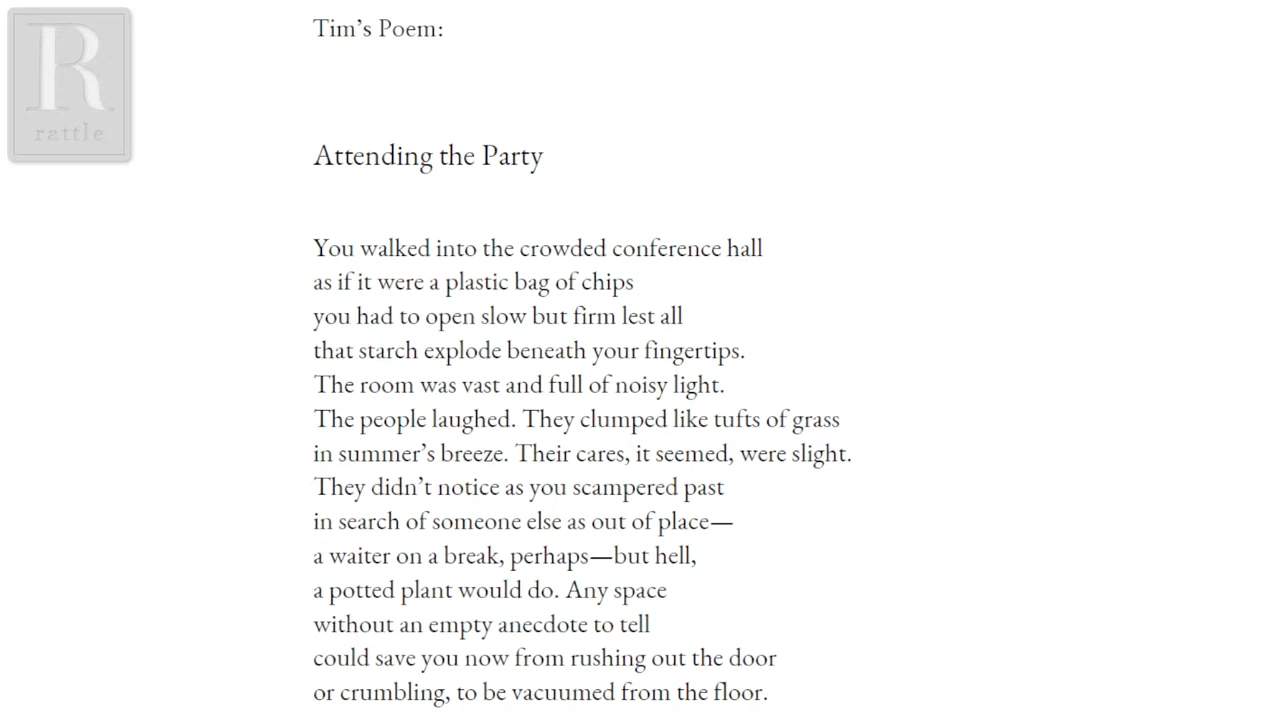 R
rattle
Tim's Poem:
Attending the Party
You walked into the crowded conference hall
as if it were a plastic bag of chips
you had to open slow but firm lest all
that starch explode beneath your fingertips.
The room was vast and full of noisy light.
The people laughed. They clumped like tufts of grass
in summer's breeze. Their cares, it seemed, were slight.
They didn't notice as you scampered past
in search of someone else as out of place—
a waiter on a break, perhaps—but hell,
a potted plant would do. Any space
without an empty anecdote to tell
could save you now from rushing out the door
or crumbling, to be vacuumed from the floor.